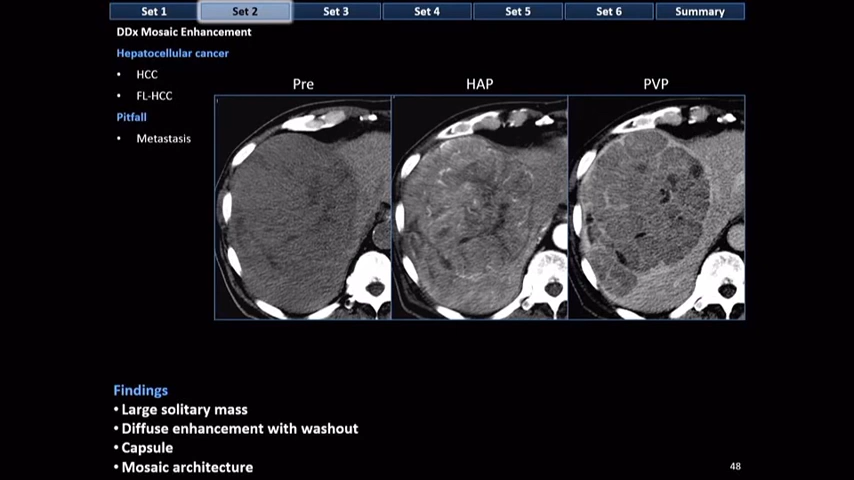 Set 1 Set 2 Set 3 Set 4 Set 5 Set 6 Summary
DDx Mosaic Enhancement
Hepatocellular cancer
• HCC
• FL-HCC
Pitfall
• Metastasis
Pre HAP PVP
Findings
• Large solitary mass
• Diffuse enhancement with washout
• Capsule
• Mosaic architecture
48